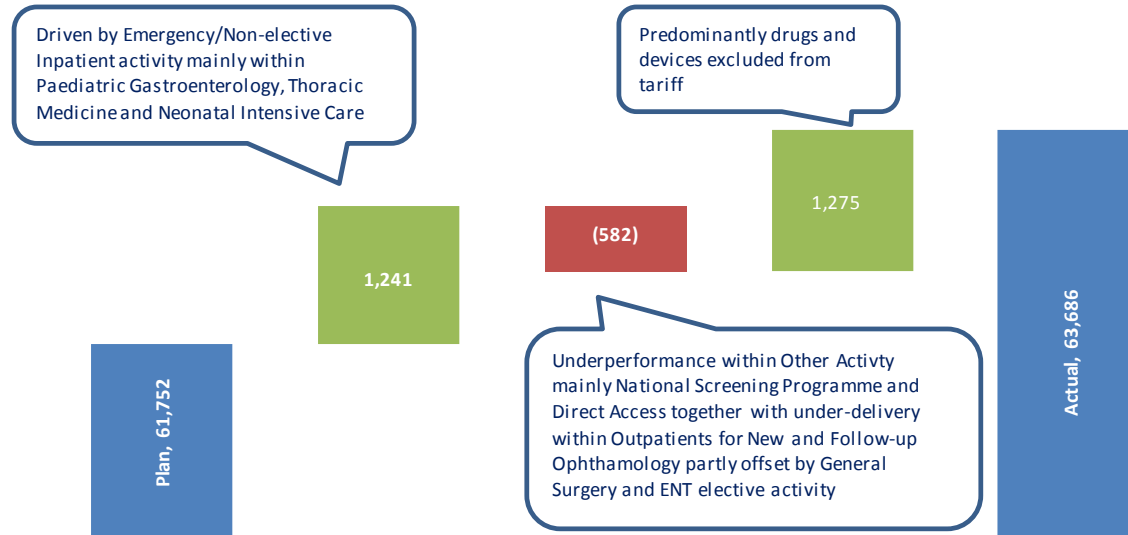 Driven by Emergency/Non-elective
Inpatient activity mainly within
Paediatric Gastroenterology, Thoracic
Medicine and Neonatal Intensive Care
Predominantly drugs and
devices excluded from
tariff
1,241
(582)
1,275
Plan, 61,752
Actual, 63,686
Underperformance within Other Activty
mainly National Screening Programme and
Direct Access together with under-delivery
within Outpatients for New and Follow-up
Ophthamology partly offset by General
Surgery and ENT elective activity